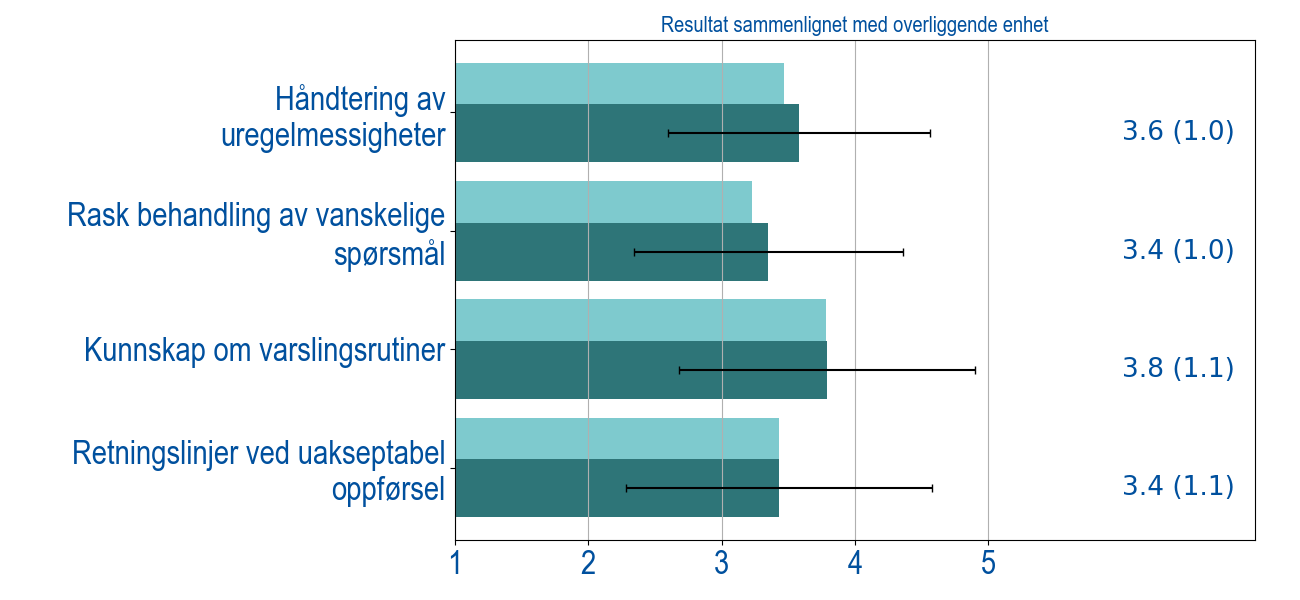 Resultat sammenlignet med overliggende enhet
Håndtering av
uregelmessigheter
3.6 (1.0)
Rask behandling av vanskelige
spørsmål
3.4 (1.0)
Kunnskap om varslingsrutiner
3.8 (1.1)
Retningslinjer ved uakseptabel
oppførsel
3.4 (1.1)
1 2 3 4 5